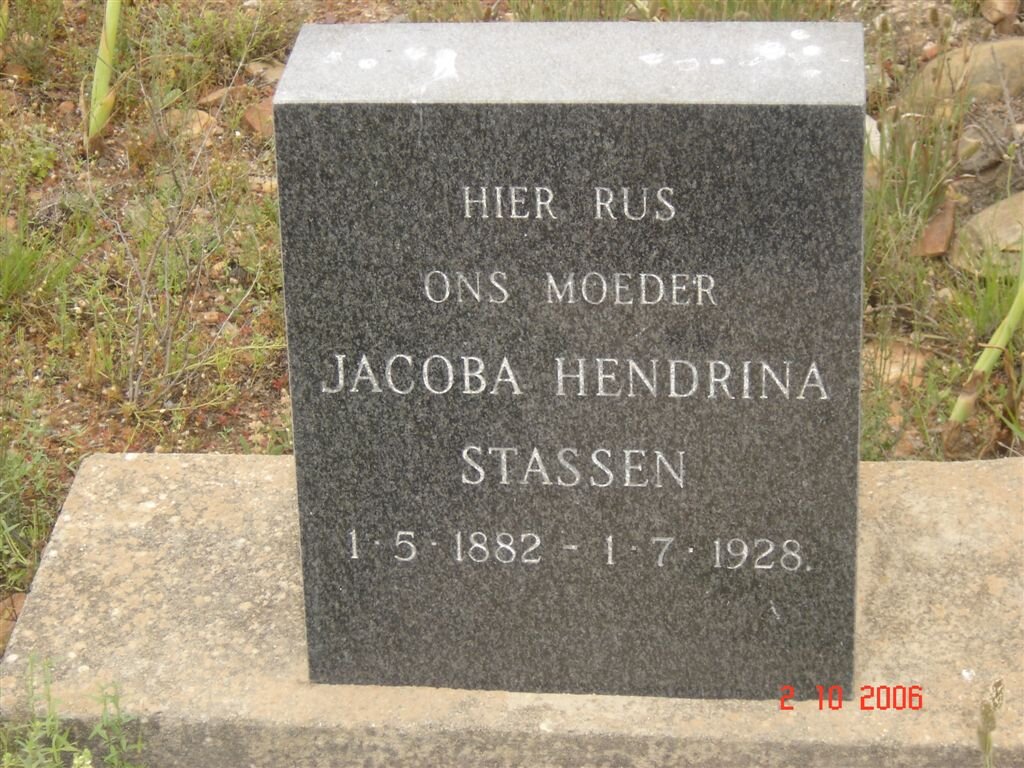 HIER RUS
ONS MOEDER
JACOBA HENDRINA
STASSEN
1·5·1882 - 1·7·1928.
2 10 2006